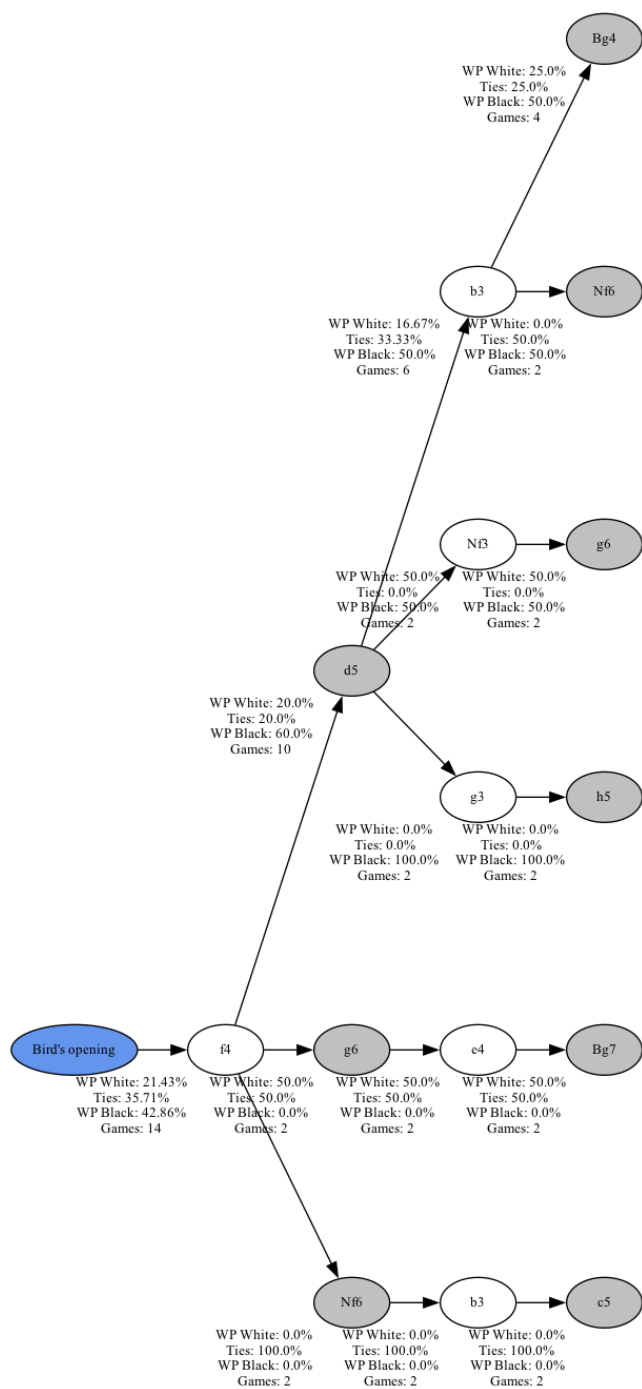 Bg4
WP White: 25.0%
Ties: 25.0%
WP Black: 50.0%
Games: 4
b3
Nf6
WP White: 16.67%
Ties: 33.33%
WP Black: 50.0%
Games: 6
WP White: 0.0%
Ties: 50.0%
WP Black: 50.0%
Games: 2
Nf3
g6
WP White: 50.0%
Ties: 0.0%
WP Black: 50.0%
Games: 2
WP White: 50.0%
Ties: 0.0%
WP Black: 50.0%
Games: 2
d5
WP White: 20.0%
Ties: 20.0%
WP Black: 60.0%
Games: 10
g3
h5
WP White: 0.0%
Ties: 0.0%
WP Black: 100.0%
Games: 2
WP White: 0.0%
Ties: 0.0%
WP Black: 100.0%
Games: 2
Bird's opening
f4
g6
e4
Bg7
WP White: 21.43%
Ties: 35.71%
WP Black: 42.86%
Games: 14
WP White: 50.0%
Ties: 50.0%
WP Black: 0.0%
Games: 2
WP White: 50.0%
Ties: 50.0%
WP Black: 0.0%
Games: 2
WP White: 50.0%
Ties: 50.0%
WP Black: 0.0%
Games: 2
Nf6
b3
c5
WP White: 0.0%
Ties: 100.0%
WP Black: 0.0%
Games: 2
WP White: 0.0%
Ties: 100.0%
WP Black: 0.0%
Games: 2
WP White: 0.0%
Ties: 100.0%
WP Black: 0.0%
Games: 2